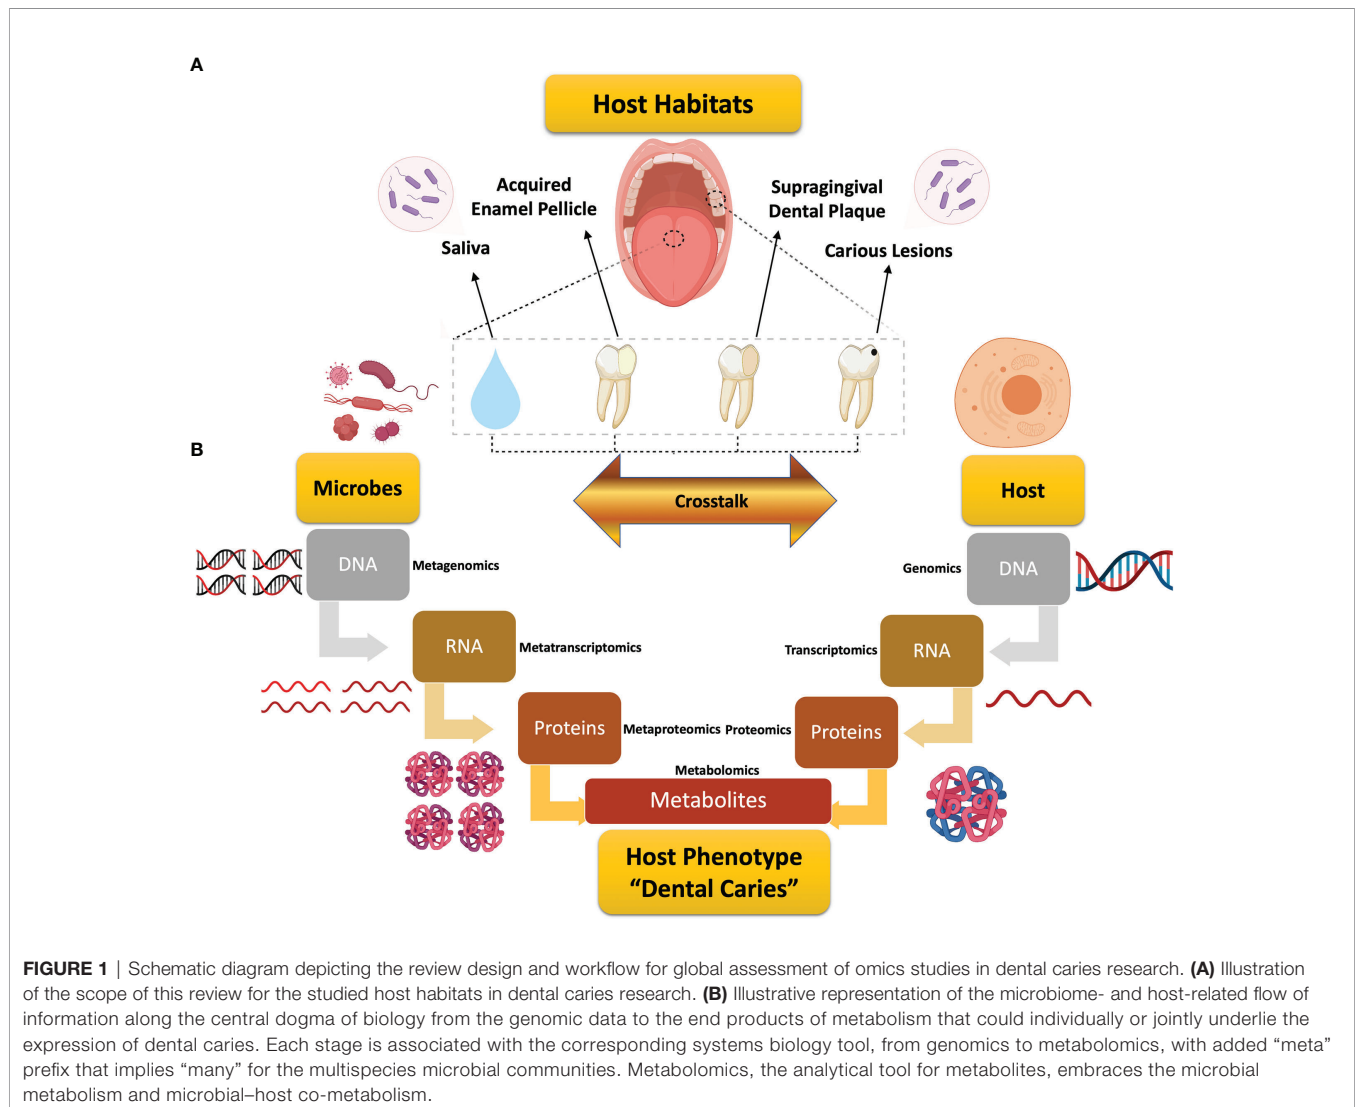 A
Host Habitats
Acquired
Enamel Pellicle
Supragingival
Dental Plaque
Saliva
Carious Lesions
B
Microbes
Crosstalk
Host
DNA
Metagenomics
Genomics
DNA
RNA
Metatranscriptomics
Transcriptomics
RNA
Proteins
Metaproteomics
Proteomics
Proteins
Metabolomics
Metabolites
Host Phenotype
“Dental Caries”
FIGURE 1 | Schematic diagram depicting the review design and workflow for global assessment of omics studies in dental caries research. (A) Illustration
of the scope of this review for the studied host habitats in dental caries research. (B) Illustrative representation of the microbiome- and host-related flow of
information along the central dogma of biology from the genomic data to the end products of metabolism that could individually or jointly underlie the
expression of dental caries. Each stage is associated with the corresponding systems biology tool, from genomics to metabolomics, with added “meta”
prefix that implies “many” for the multispecies microbial communities. Metabolomics, the analytical tool for metabolites, embraces the microbial
metabolism and microbial–host co-metabolism.